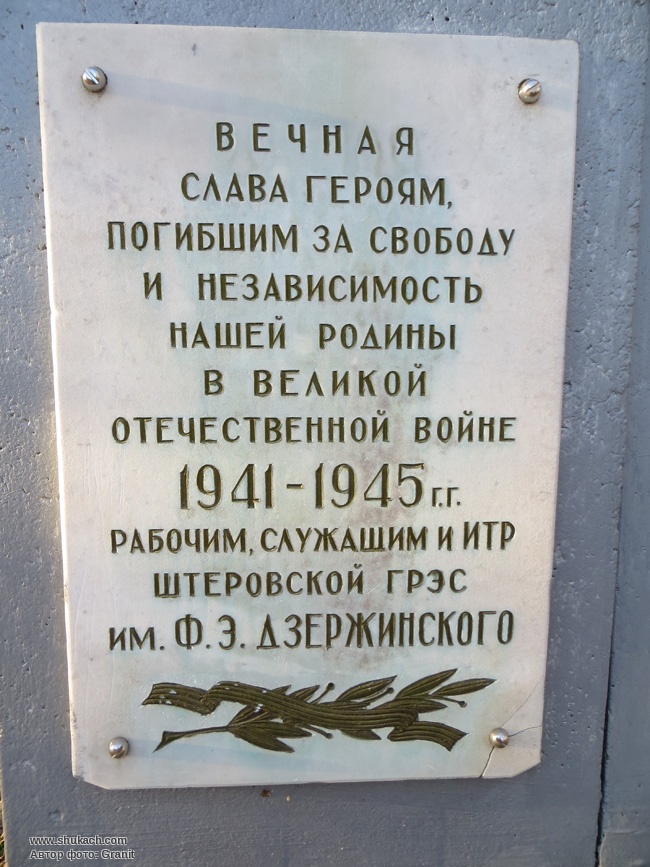 ВЕЧНАЯ
СЛАВА ГЕРОЯМ,
ПОГИБШИМ ЗА СВОБОДУ
И НЕЗАВИСИМОСТЬ
НАШЕЙ РОДИНЫ
В ВЕЛИКОЙ
ОТЕЧЕСТВЕННОЙ ВОЙНЕ
1941-1945 г.г.
РАБОЧИМ, СЛУЖАЩИМ И ИТР
ШТЕРОВСКОЙ ГРЭС
ИМ. Ф.Э. ДЗЕРЖИНСКОГО
www.shukach.com
Автор фото: Granit